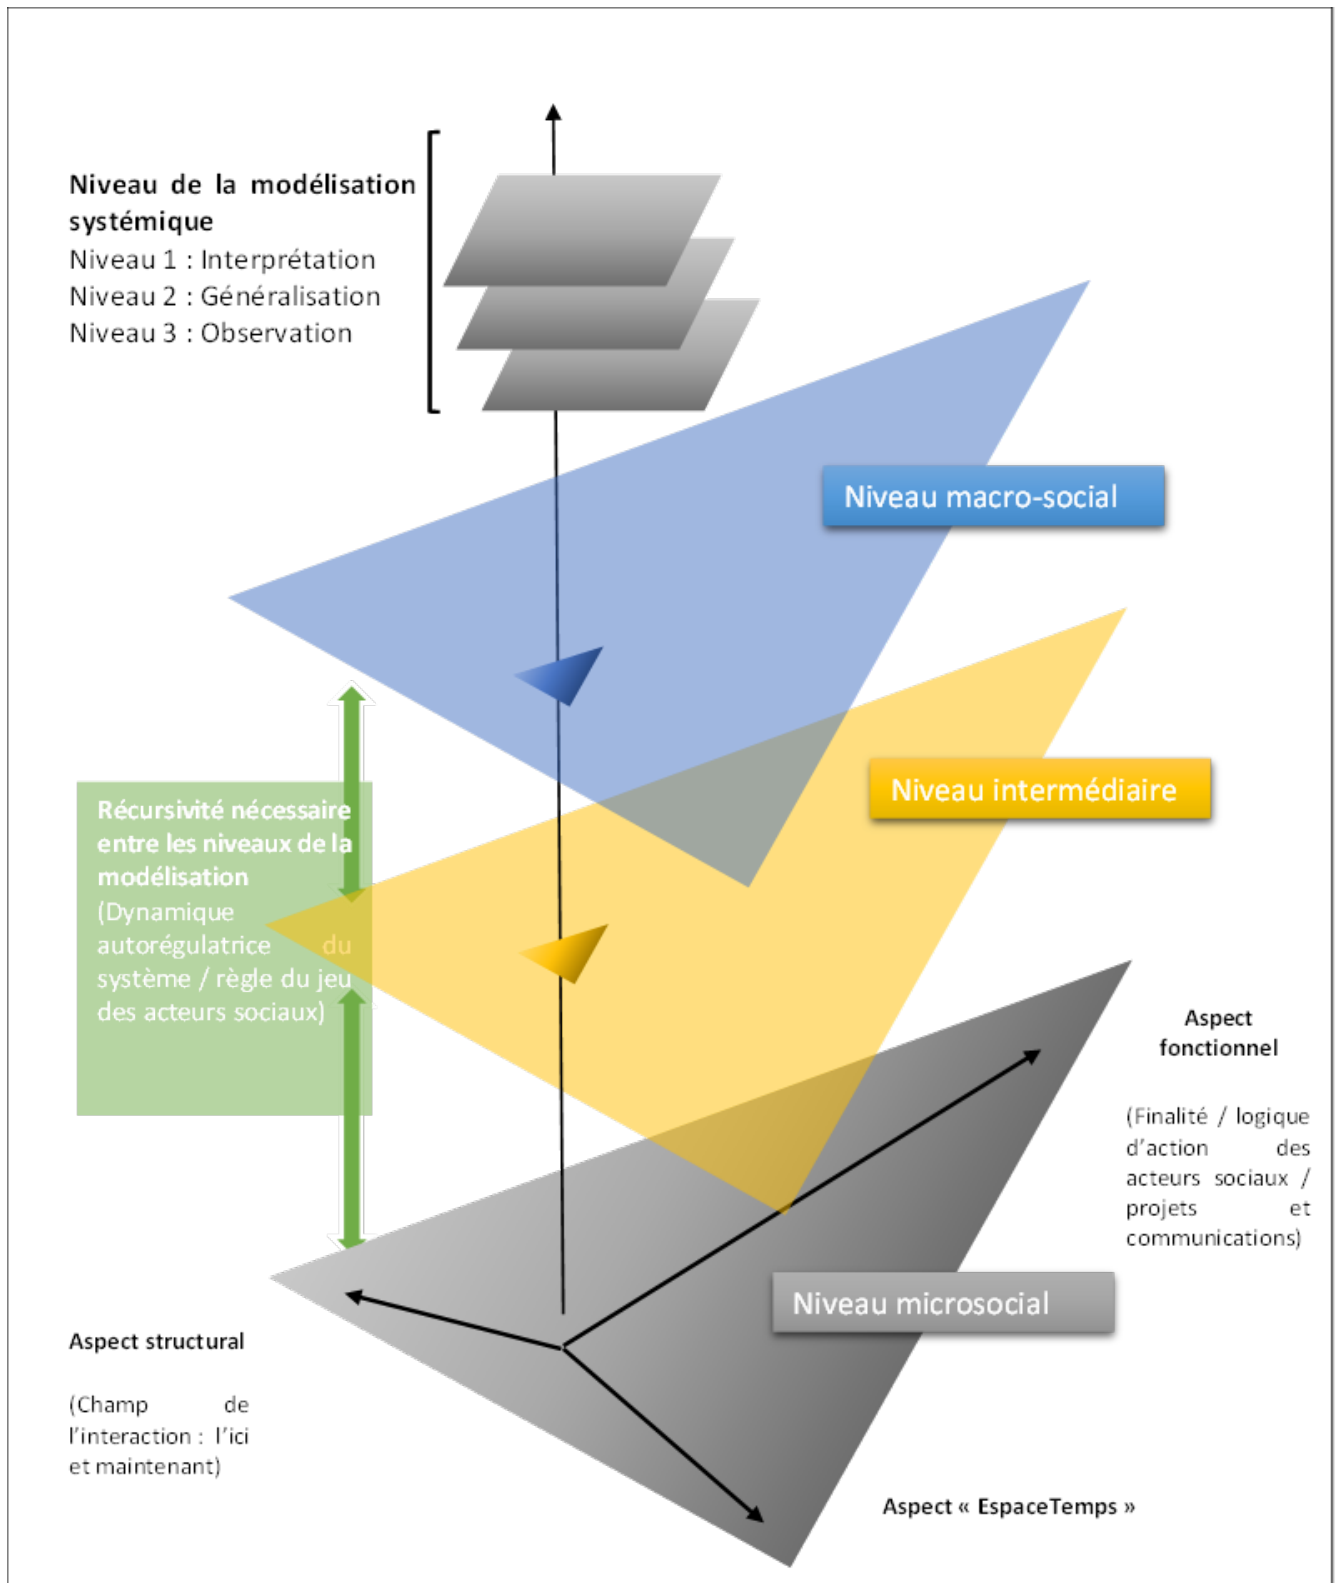 Niveau de la modélisation
systémique
Niveau 1 : Interprétation
Niveau 2 : Généralisation
Niveau 3 : Observation
Niveau macro-social
Niveau intermédiaire
Récursivité nécessaire
entre les niveaux de la
modélisation
(Dynamique
autorégulatrice du
système / règle du jeu
des acteurs sociaux)
Aspect
fonctionnel
(Finalité / logique
d'action des
acteurs sociaux /
projets et
communications)
Niveau microsocial
Aspect structural
(Champ de
l'interaction : l'ici
et maintenant)
Aspect « EspaceTemps »